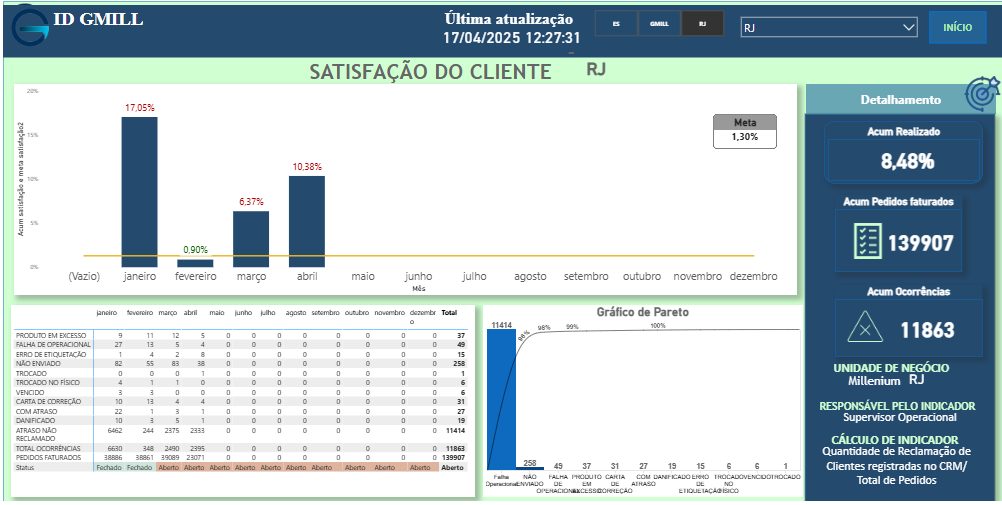 ID GMILL
Última atualização
17/04/2025 12:27:31
ES GMILL RJ
RJ
INÍCIO
SATISFAÇÃO DO CLIENTE RJ
Acum satisfação e meta satisfação2
20%
15%
10%
5%
0%
17,05%
0,90%
6,37%
10,38%
Meta
1,30%
(Vazio) janeiro fevereiro março abril maio junho julho agosto setembro outubro novembro dezembro
Mês
janeiro fevereiro março abril maio junho julho agosto setembro outubro novembro dezembr Total
o
PRODUTO EM EXCESSO 9 11 12 5 0 0 0 0 0 0 0 0 37
FALHA DE OPERACIONAL 27 13 5 4 0 0 0 0 0 0 0 0 49
ERRO DE ETIQUETAÇÃO 1 4 2 8 0 0 0 0 0 0 0 0 15
NÃO ENVIADO 82 55 83 38 0 0 0 0 0 0 0 0 258
TROCADO 0 0 0 1 0 0 0 0 0 0 0 0 1
TROCADO NO FÍSICO 4 1 1 0 0 0 0 0 0 0 0 0 6
VENCIDO 3 3 0 0 0 0 0 0 0 0 0 0 6
CARTA DE CORREÇÃO 10 13 4 4 0 0 0 0 0 0 0 0 31
COM ATRASO 22 1 3 1 0 0 0 0 0 0 0 0 27
DANIFICADO 10 3 5 1 0 0 0 0 0 0 0 0 19
ATRASO NÃO 6462 244 2375 2333 0 0 0 0 0 0 0 0 11414
RECLAMADO
TOTAL OCORRÊNCIAS 6630 348 2490 2395 0 0 0 0 0 0 0 0 11863
PEDIDOS FATURADOS 38886 38861 39089 23071 0 0 0 0 0 0 0 0 139907
Status Fechado Fechado Aberto Aberto Aberto Aberto Aberto Aberto Aberto Aberto Aberto Aberto Aberto
Gráfico de Pareto
11414 96% 98% 99% 100%
258 49 37 31 27 19 15 6 6 1
Falha Operacional
NÃO ENVIADO
FALHA DE OPERACIONAL
PRODUTO EM EXCESSO
CARTA DE CORREÇÃO
COM ATRASO
DANIFICADO
ERRO DE ETIQUETAÇÃO
TROCADO NO FÍSICO
VENCIDO
TROCADO
Detalhamento
Acum Realizado
8,48%
Acum Pedidos faturados
139907
Acum Ocorrências
11863
UNIDADE DE NEGÓCIO
Millenium RJ
RESPONSÁVEL PELO INDICADOR
Supervisor Operacional
CÁLCULO DE INDICADOR
Quantidade de Reclamação de
Clientes registradas no CRM/
Total de Pedidos